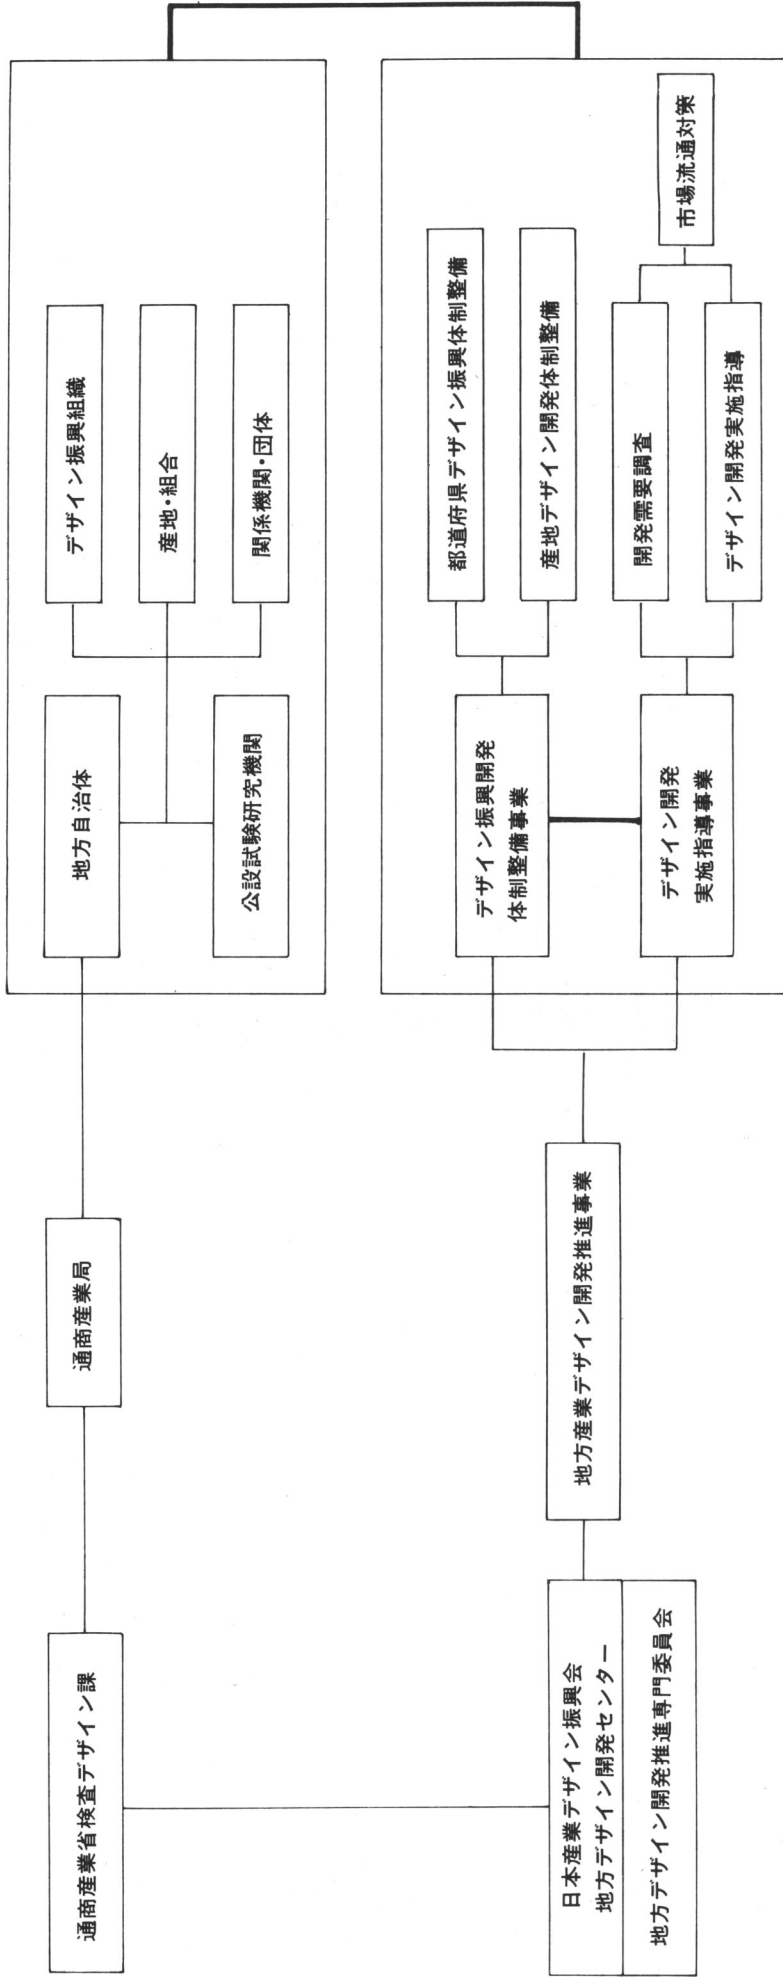 通商産業省検査デザイン課
通商産業局
地方自治体
公設試験研究機関
デザイン振興組織
産地・組合
関係機関・団体
日本産業デザイン振興会
地方デザイン開発センター
地方デザイン開発推進専門委員会
地方産業デザイン開発推進事業
デザイン振興開発
体制整備事業
デザイン開発
実施指導事業
都道府県デザイン振興体制整備
産地デザイン開発体制整備
開発需要調査
デザイン開発実施指導
市場流通対策